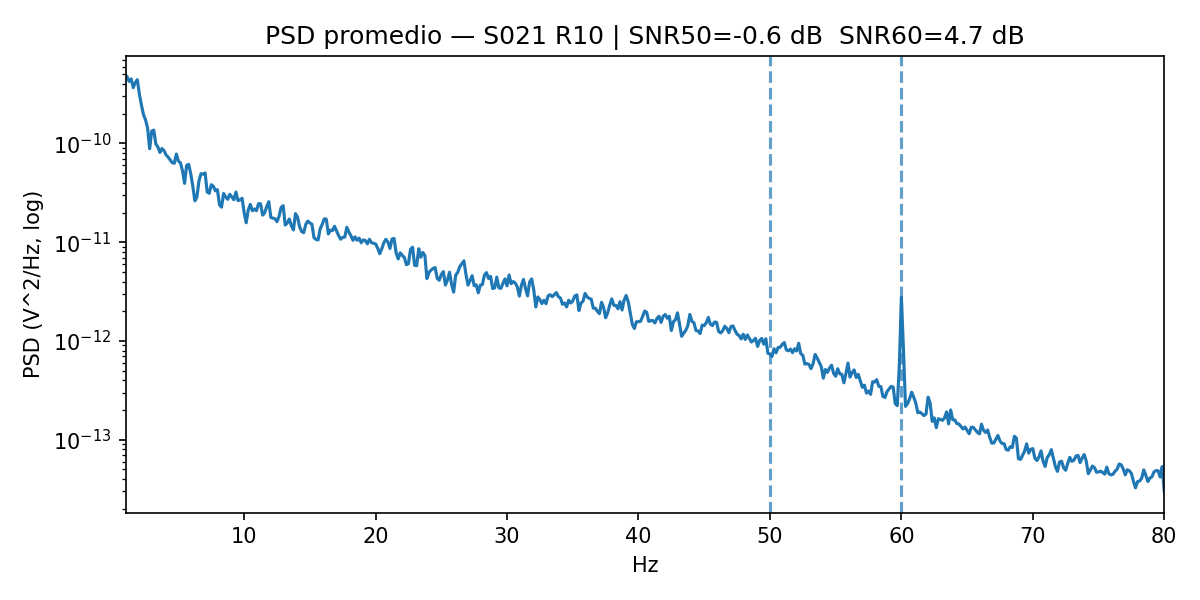 PSD promedio — S021 R10 | SNR50=-0.6 dB  SNR60=4.7 dB
PSD (V^2/Hz, log)
10⁻¹⁰
10⁻¹¹
10⁻¹²
10⁻¹³
10 20 30 40 50 60 70 80
Hz